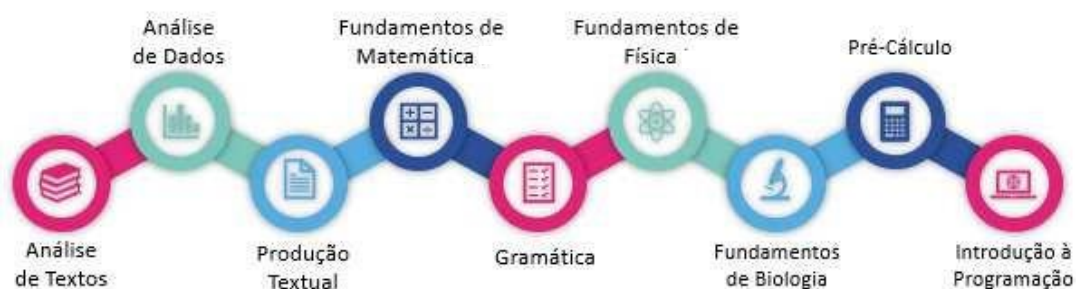 Análise
de Dados
Fundamentos de
Matemática
Fundamentos de
Física
Pré-Cálculo
Análise
de Textos
Produção
Textual
Gramática
Fundamentos
de Biologia
Introdução à
Programação